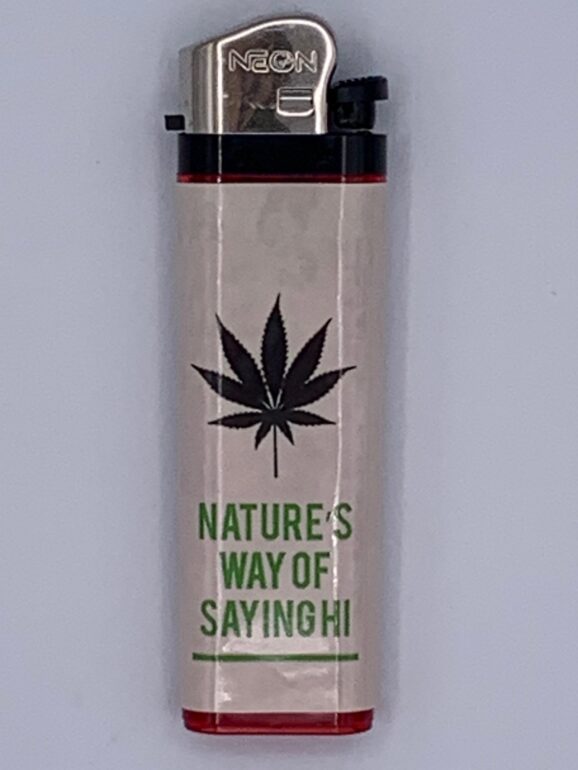 NEON
NATURE'S
WAY OF
SAYING HI